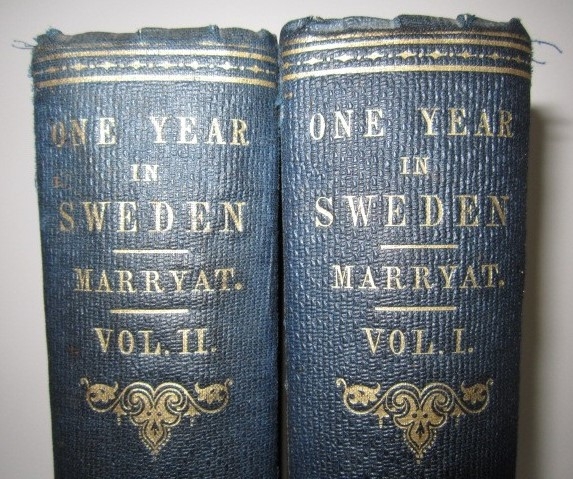 ONE YEAR
IN
SWEDEN
MARRYAT.
VOL. II.
ONE YEAR
IN
SWEDEN
MARRYAT.
VOL. I.